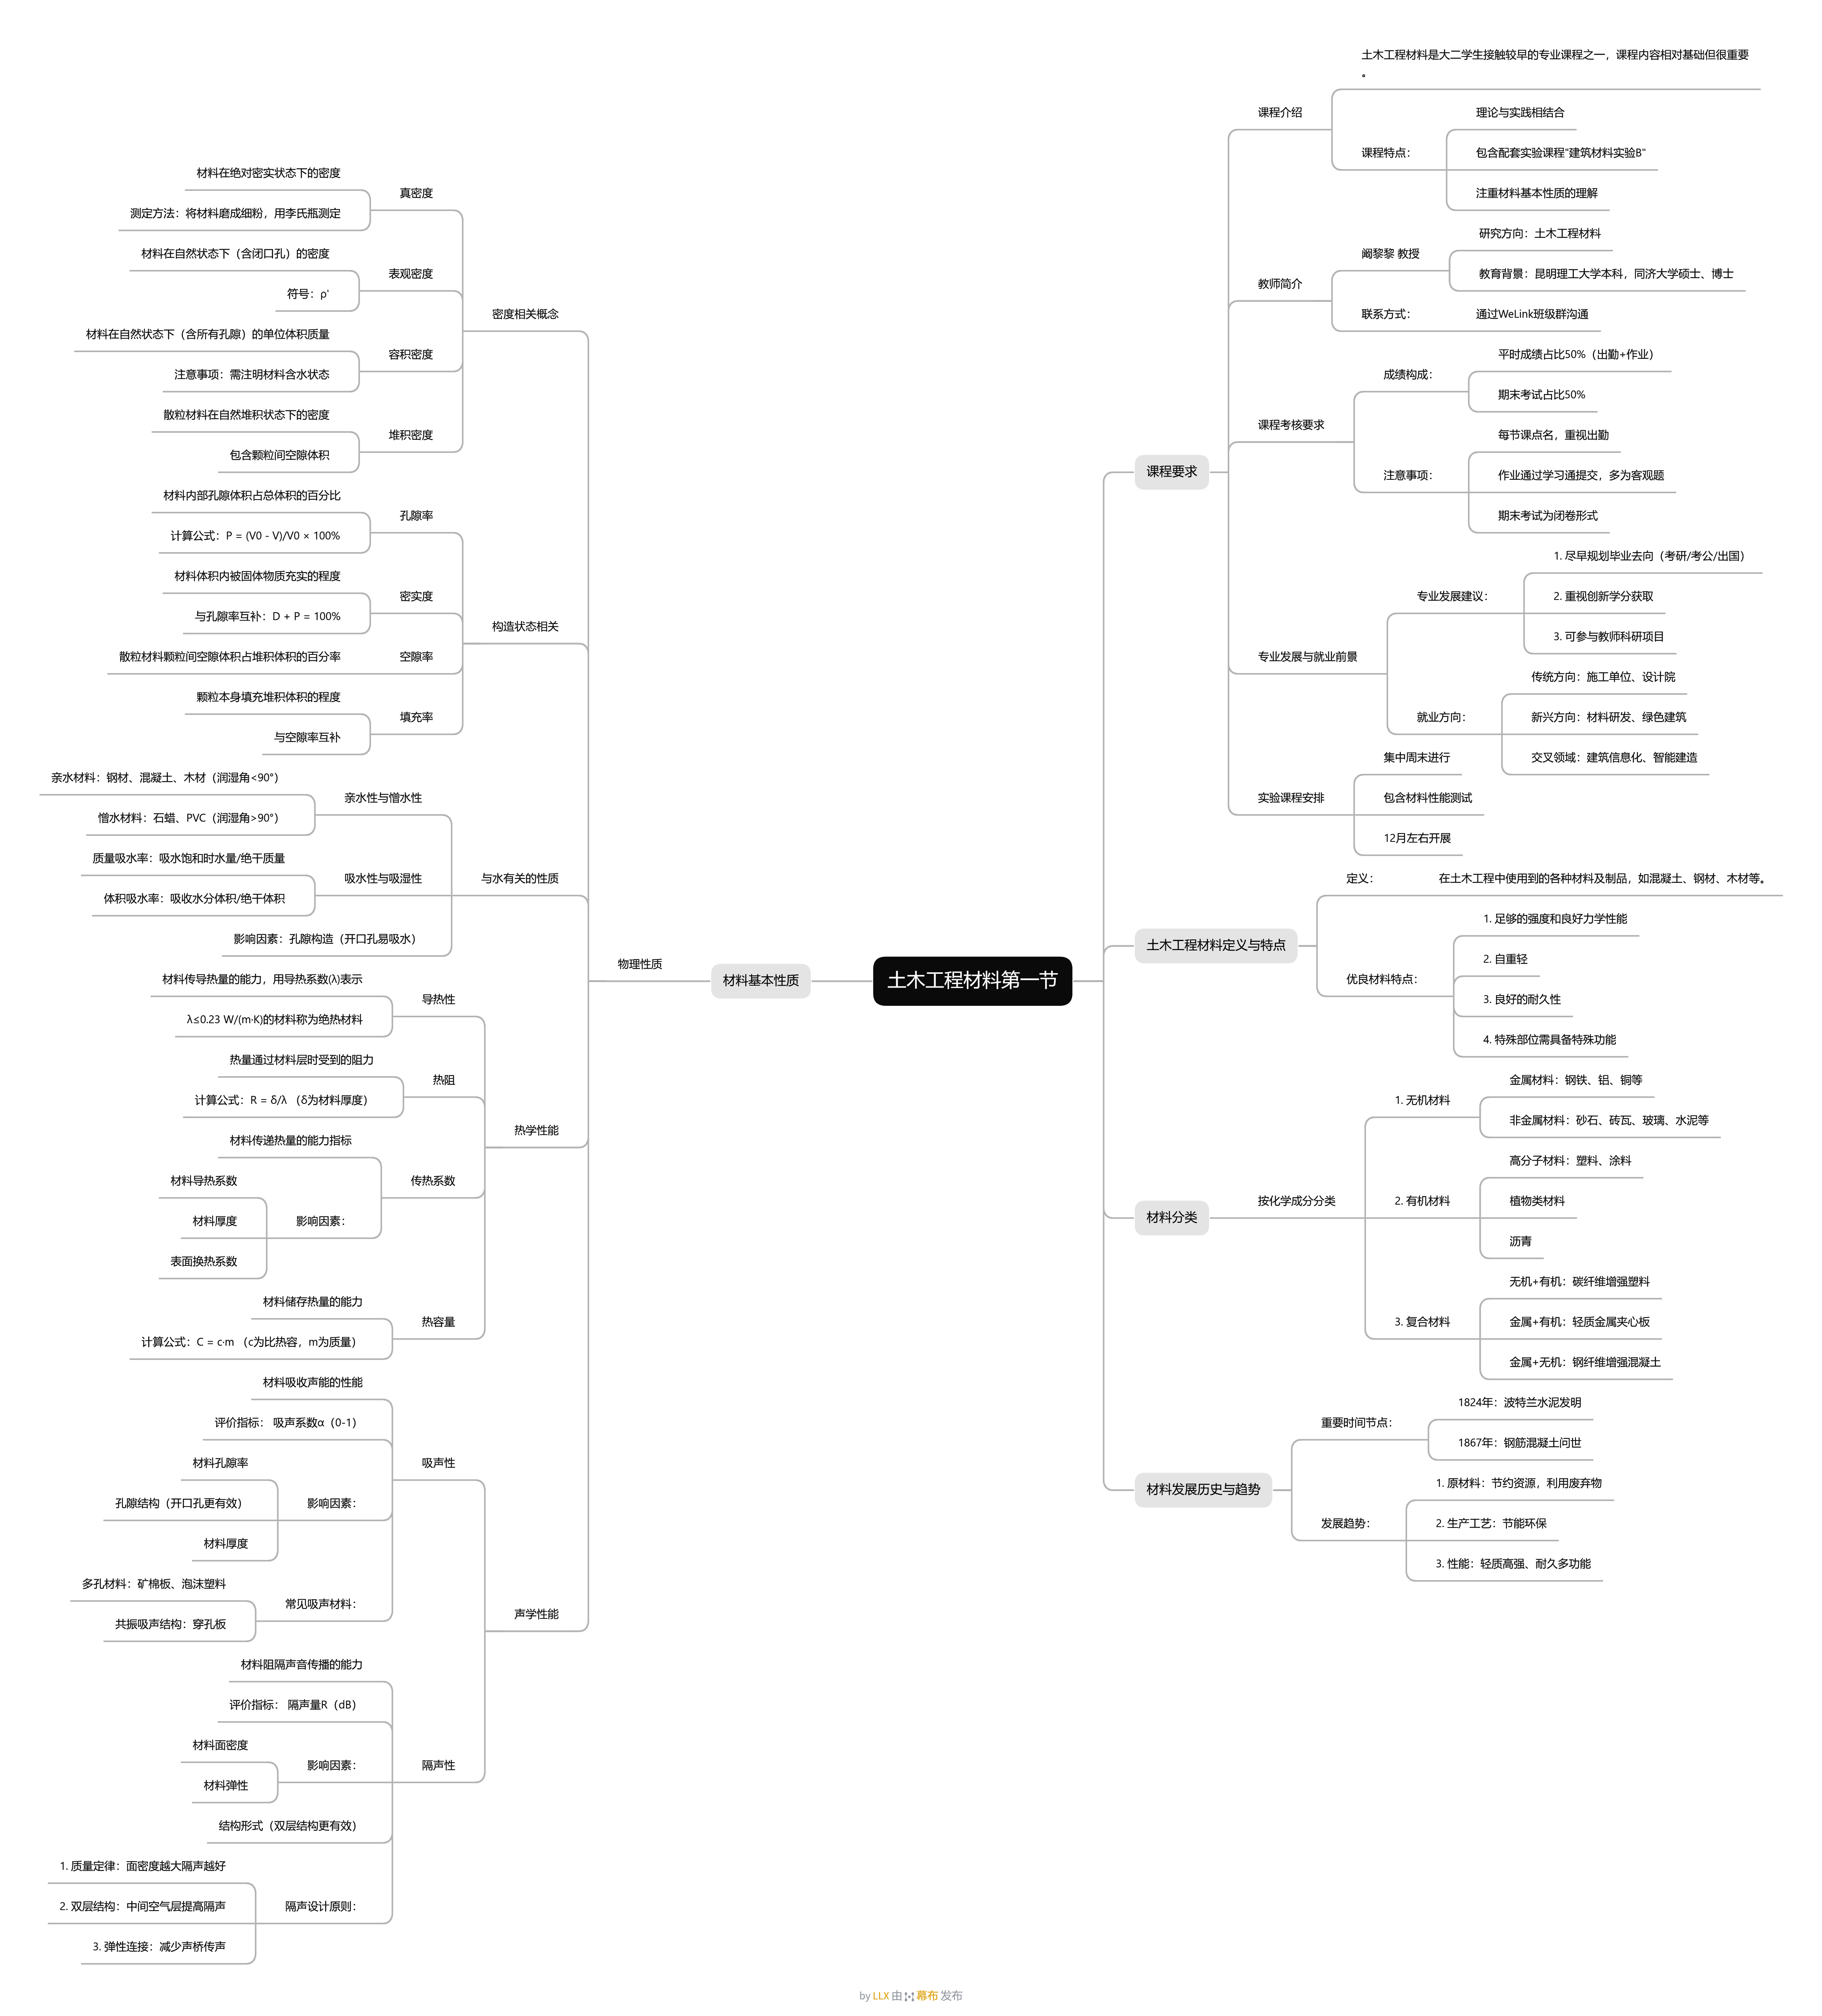 土木工程材料第一节
课程要求
课程介绍
土木工程材料是大二学生接触较早的专业课程之一，课程内容相对基础但很重要
。
课程特点：
理论与实践相结合
包含配套实验课程"建筑材料实验B"
注重材料基本性质的理解
教师简介
阚黎黎 教授
研究方向：土木工程材料
教育背景：昆明理工大学本科，同济大学硕士、博士
联系方式：
通过WeLink班级群沟通
课程考核要求
成绩构成：
平时成绩占比50%（出勤+作业）
期末考试占比50%
注意事项：
每节课点名，重视出勤
作业通过学习通提交，多为客观题
期末考试为闭卷形式
专业发展与就业前景
专业发展建议：
1. 尽早规划毕业去向（考研/考公/出国）
2. 重视创新学分获取
3. 可参与教师科研项目
就业方向：
传统方向：施工单位、设计院
新兴方向：材料研发、绿色建筑
交叉领域：建筑信息化、智能建造
实验课程安排
集中周末进行
包含材料性能测试
12月左右开展
土木工程材料定义与特点
定义：
在土木工程中使用到的各种材料及制品，如混凝土、钢材、木材等。
优良材料特点：
1. 足够的强度和良好力学性能
2. 自重轻
3. 良好的耐久性
4. 特殊部位需具备特殊功能
材料分类
按化学成分分类
1. 无机材料
金属材料：钢铁、铝、铜等
非金属材料：砂石、砖瓦、玻璃、水泥等
2. 有机材料
高分子材料：塑料、涂料
植物类材料
沥青
3. 复合材料
无机+有机：碳纤维增强塑料
金属+有机：轻质金属夹心板
金属+无机：钢纤维增强混凝土
材料发展历史与趋势
重要时间节点：
1824年：波特兰水泥发明
1867年：钢筋混凝土问世
发展趋势：
1. 原材料：节约资源，利用废弃物
2. 生产工艺：节能环保
3. 性能：轻质高强、耐久多功能
材料基本性质
物理性质
密度相关概念
真密度
材料在绝对密实状态下的密度
测定方法：将材料磨成细粉，用李氏瓶测定
表观密度
材料在自然状态下（含闭口孔）的密度
符号：ρ'
容积密度
材料在自然状态下（含所有孔隙）的单位体积质量
注意事项：需注明材料含水状态
堆积密度
散粒材料在自然堆积状态下的密度
包含颗粒间空隙体积
构造状态相关
孔隙率
材料内部孔隙体积占总体积的百分比
计算公式：P = (V0 - V)/V0 × 100%
密实度
材料体积内被固体物质充实的程度
与孔隙率互补：D + P = 100%
空隙率
散粒材料颗粒间空隙体积占堆积体积的百分率
填充率
颗粒本身填充堆积体积的程度
与空隙率互补
与水有关的性质
亲水性与憎水性
亲水材料：钢材、混凝土、木材（润湿角<90°）
憎水材料：石蜡、PVC（润湿角>90°）
吸水性与吸湿性
质量吸水率：吸水饱和时水量/绝干质量
体积吸水率：吸收水分体积/绝干体积
影响因素：孔隙构造（开口孔易吸水）
热学性能
导热性
材料传导热量的能力，用导热系数(λ)表示
λ≤0.23 W/(m·K)的材料称为绝热材料
热阻
热量通过材料层时受到的阻力
计算公式：R = δ/λ （δ为材料厚度）
传热系数
材料传递热量的能力指标
影响因素：
材料导热系数
材料厚度
表面换热系数
热容量
材料储存热量的能力
计算公式：C = c·m （c为比热容，m为质量）
声学性能
吸声性
材料吸收声能的性能
评价指标： 吸声系数α（0-1）
影响因素：
材料孔隙率
孔隙结构（开口孔更有效）
材料厚度
常见吸声材料：
多孔材料：矿棉板、泡沫塑料
共振吸声结构：穿孔板
隔声性
材料阻隔声音传播的能力
评价指标： 隔声量R（dB）
影响因素：
材料面密度
材料弹性
结构形式（双层结构更有效）
隔声设计原则：
1. 质量定律：面密度越大隔声越好
2. 双层结构：中间空气层提高隔声
3. 弹性连接：减少声桥传声
by LLX 由 幕布 发布